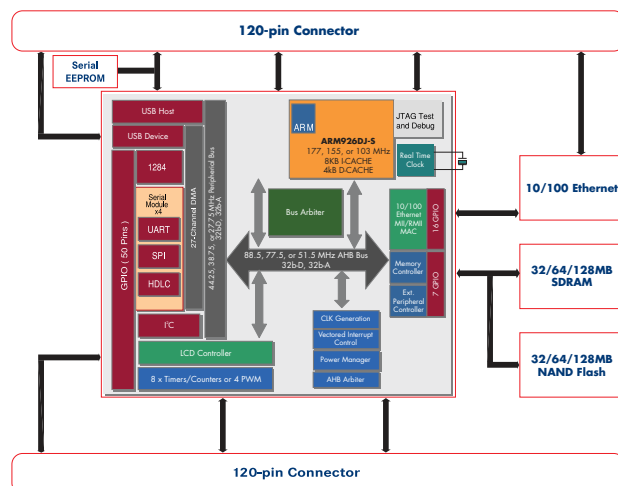 120-pin Connector
Serial
EEPROM
USB Host
USB Device
GPIO ( 50 Pins )
1284
Serial
Module
x4
UART
SPI
HDLC
I²C
27-Channel DMA
44.25, 38.75, or 27.75 MHz Peripheral Bus
32b-D, 32b-A
LCD Controller
8 x Timers/Counters or 4 PWM
ARM
ARM926DJ-S
177, 155, or 103 MHz
8KB I-CACHE
4kB D-CACHE
JTAG Test
and Debug
Real Time
Clock
Bus Arbiter
10/100
Ethernet
MII/RMII
MAC
16 GPIO
88.5, 77.5, or 51.5 MHz AHB Bus
32b-D, 32b-A
Memory
Controller
Ext.
Peripheral
Controller
7 GPIO
CLK Generation
Vectored Interrupt
Control
Power Manager
AHB Arbiter
10/100 Ethernet
32/64/128MB
SDRAM
32/64/128MB
NAND Flash
120-pin Connector